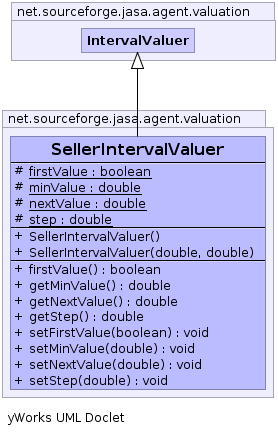 net.sourceforge.jasa.agent.valuation
IntervalValuer
net.sourceforge.jasa.agent.valuation
SellerIntervalValuer
# firstValue : boolean
# minValue : double
# nextValue : double
# step : double
+ SellerIntervalValuer()
+ SellerIntervalValuer(double, double)
+ firstValue() : boolean
+ getMinValue() : double
+ getNextValue() : double
+ getStep() : double
+ setFirstValue(boolean) : void
+ setMinValue(double) : void
+ setNextValue(double) : void
+ setStep(double) : void
yWorks UML Doclet